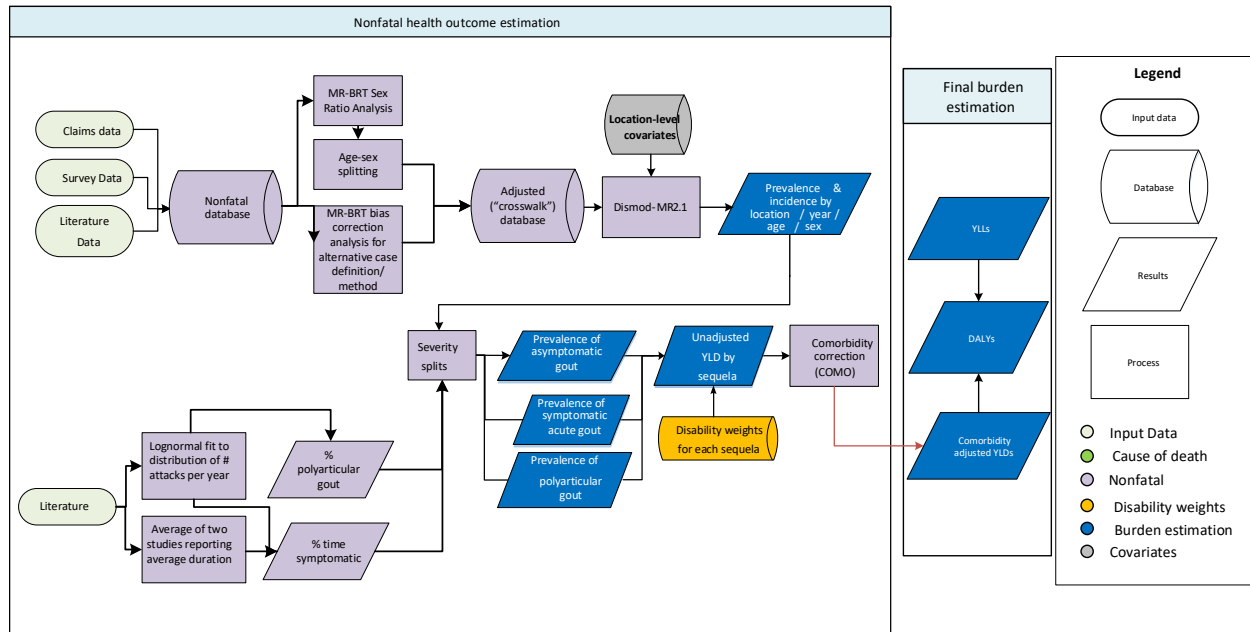 Nonfatal health outcome estimation
Claims data
Survey Data
Literature
Data
Nonfatal
database
MR-BRT Sex
Ratio Analysis
Age-sex
splitting
MR-BRT bias
correction
analysis for
alternative case
definition/
method
Adjusted
(“crosswalk”)
database
Location-level
covariates
Dismod-MR2.1
Prevalence &
incidence by
location / year /
age / sex
Severity
splits
Prevalence of
asymptomatic
gout
Prevalence of
symptomatic
acute gout
Prevalence of
polyarticular
gout
Unadjusted
YLD by
sequela
Disability weights
for each sequela
Comorbidity
correction
(COMO)
Literature
Lognormal fit to
distribution of #
attacks per year
Average of two
studies reporting
average duration
%
polyarticular
gout
% time
symptomatic
Final burden
estimation
YLLs
DALYs
Comorbidity
adjusted YLDs
Legend
Input data
Database
Results
Process
Input Data
Cause of death
Nonfatal
Disability weights
Burden estimation
Covariates